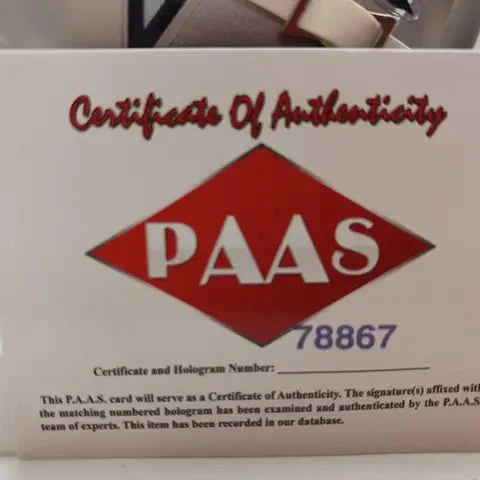 Certificate Of Authenticity
PAAS
78867
Certificate and Hologram Number:
This P.A.A.S. card will serve as a Certificate of Authenticity. The signature(s) affixed with
the matching numbered hologram has been examined and authenticated by the P.A.A.S
team of experts. This item has been recorded in our database.